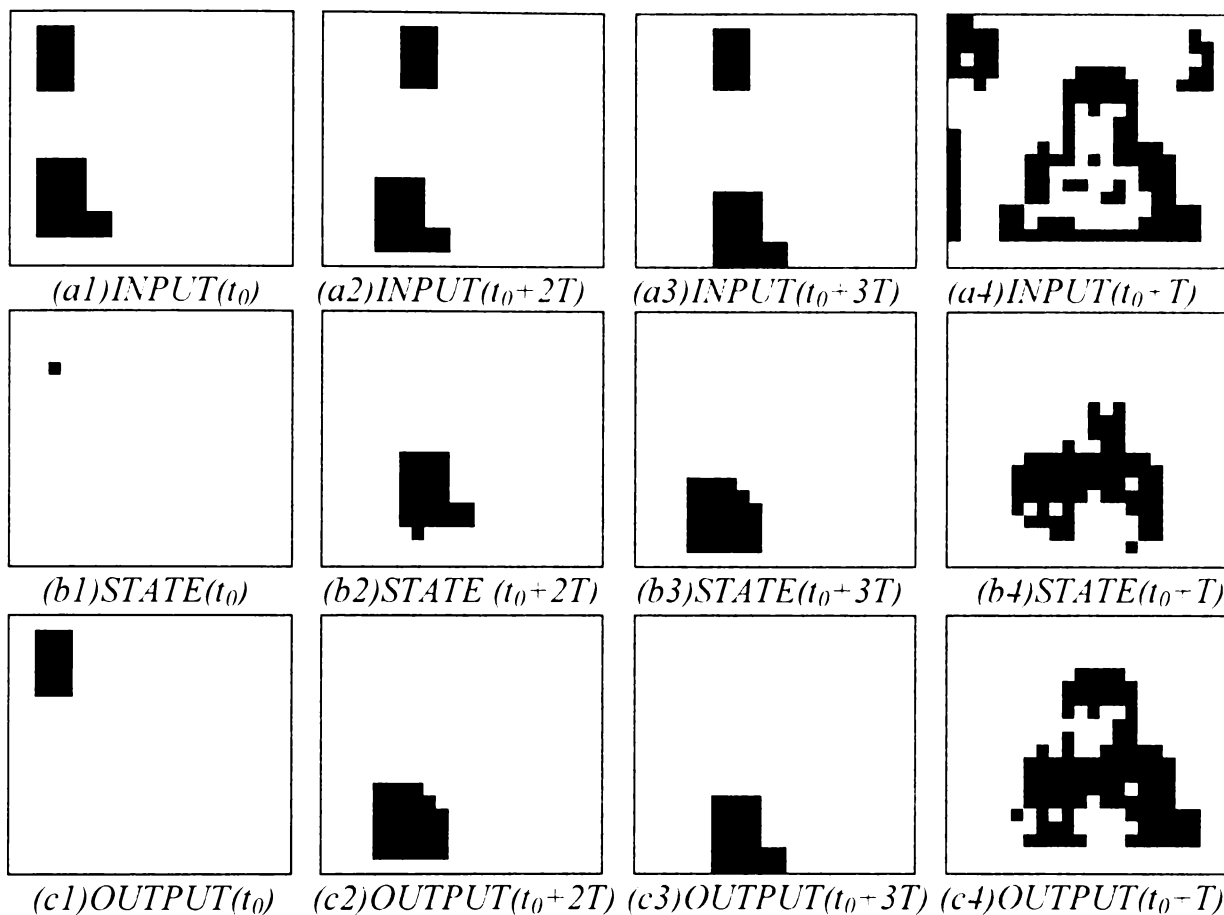 (a1)INPUT(t₀) (a2)INPUT(t₀+2T) (a3)INPUT(t₀+3T) (a4)INPUT(t₀+T)
(b1)STATE(t₀) (b2)STATE (t₀+2T) (b3)STATE(t₀+3T) (b4)STATE(t₀+T)
(c1)OUTPUT(t₀) (c2)OUTPUT(t₀+2T) (c3)OUTPUT(t₀+3T) (c4)OUTPUT(t₀+T)